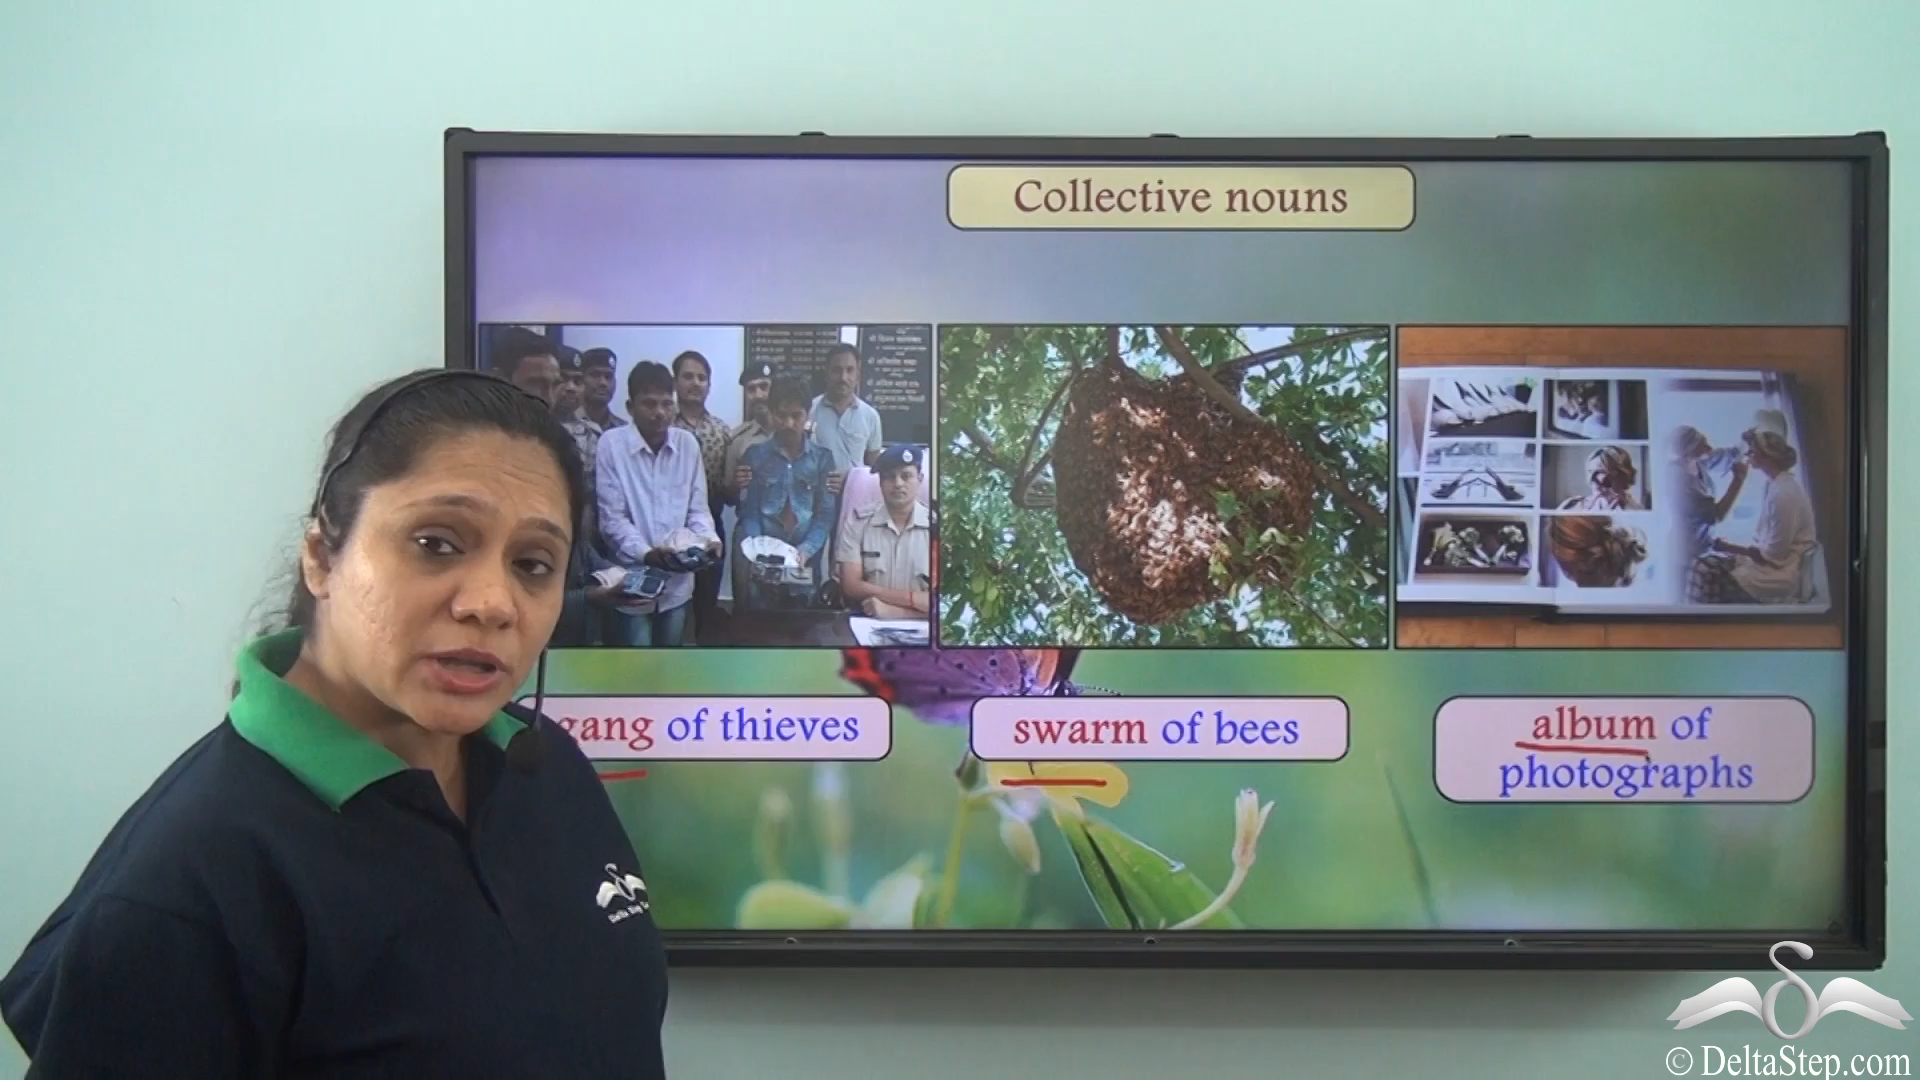 Collective nouns
gang of thieves
swarm of bees
album of
photographs
© DeltaStep.com